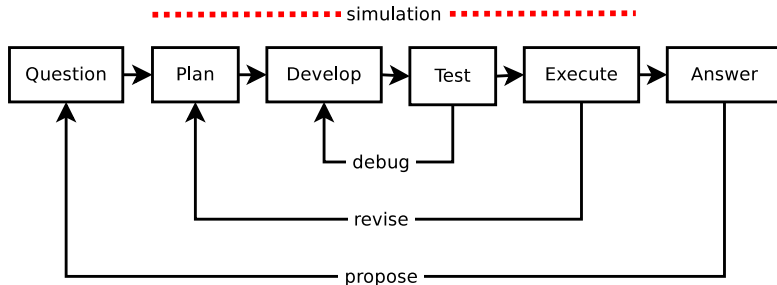 simulation
Question
Plan
Develop
Test
Execute
Answer
debug
revise
propose